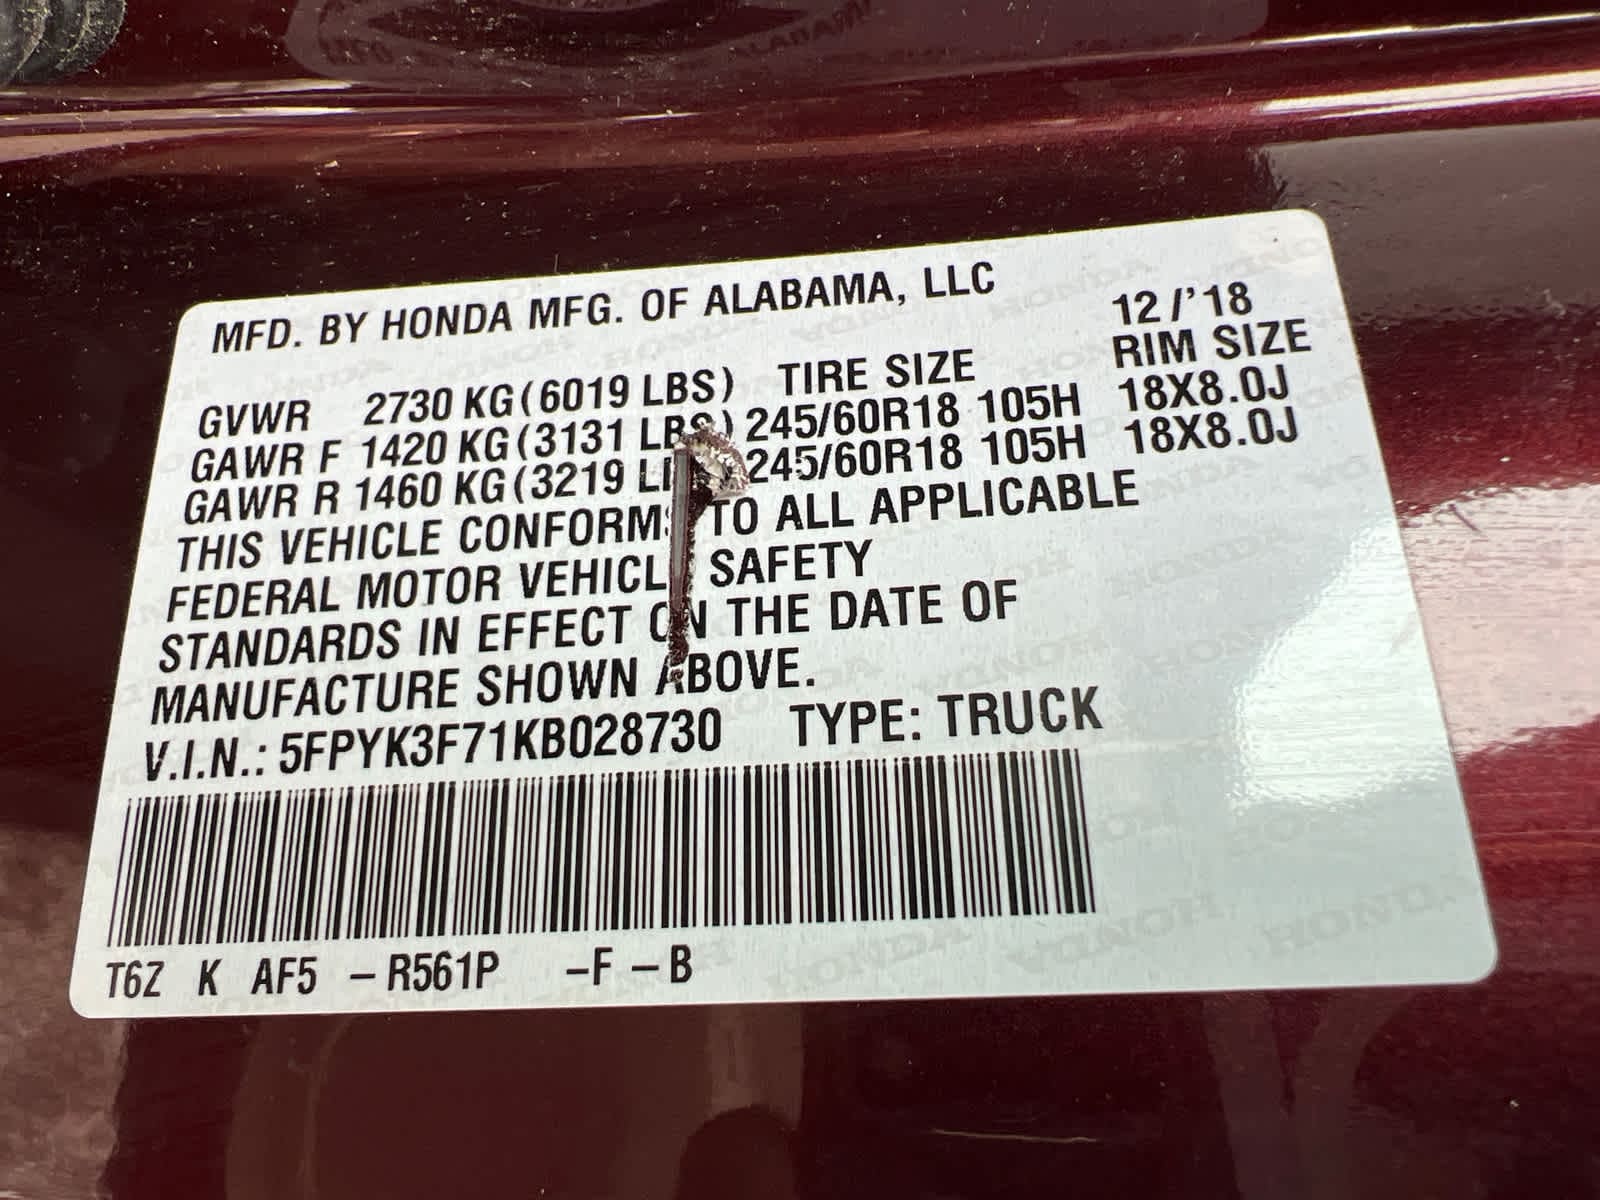 MFD. BY HONDA MFG. OF ALABAMA, LLC 12/'18
GVWR 2730 KG(6019 LBS) TIRE SIZE RIM SIZE
GAWR F 1420 KG(3131 LBS) 245/60R18 105H 18X8.0J
GAWR R 1460 KG(3219 245/60R18 105H 18X8.0J
THIS VEHICLE CONFORMS TO ALL APPLICABLE
FEDERAL MOTOR VEHICLE SAFETY
STANDARDS IN EFFECT ON THE DATE OF
MANUFACTURE SHOWN ABOVE.
V.I.N.: 5FPYK3F71KB028730 TYPE: TRUCK
T6Z K AF5 -R561P -F -B